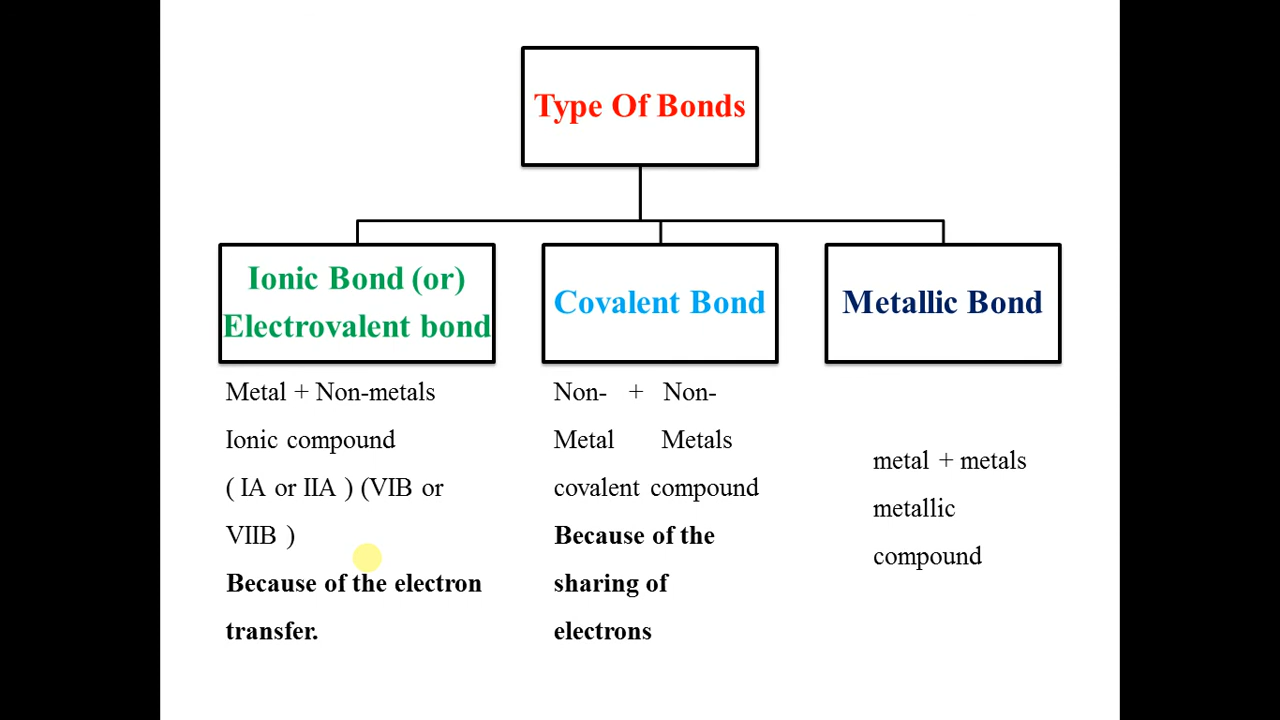 Type Of Bonds
Ionic Bond (or)
Electrovalent bond
Metal + Non-metals
Ionic compound
( IA or IIA ) (VIB or
VIIB )
Because of the electron
transfer.
Covalent Bond
Non- + Non-
Metal Metals
covalent compound
Because of the
sharing of
electrons
Metallic Bond
metal + metals
metallic
compound